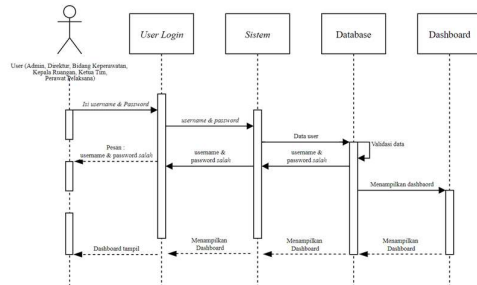 User Login
Sistem
Database
Dashboard
User (Admin, Direktur, Bidang Keperawatan,
Kepala Ruangan, Ketua Tim,
Perawat Pelaksana)
Isi username & Password
username & password
Data user
Validasi data
Pesan :
username & password salah
username &
password salah
username &
password salah
Menampilkan dashbaord
Dashboard tampil
Menampilkan
Dashboard
Menampilkan
Dashboard
Menampilkan
Dashboard